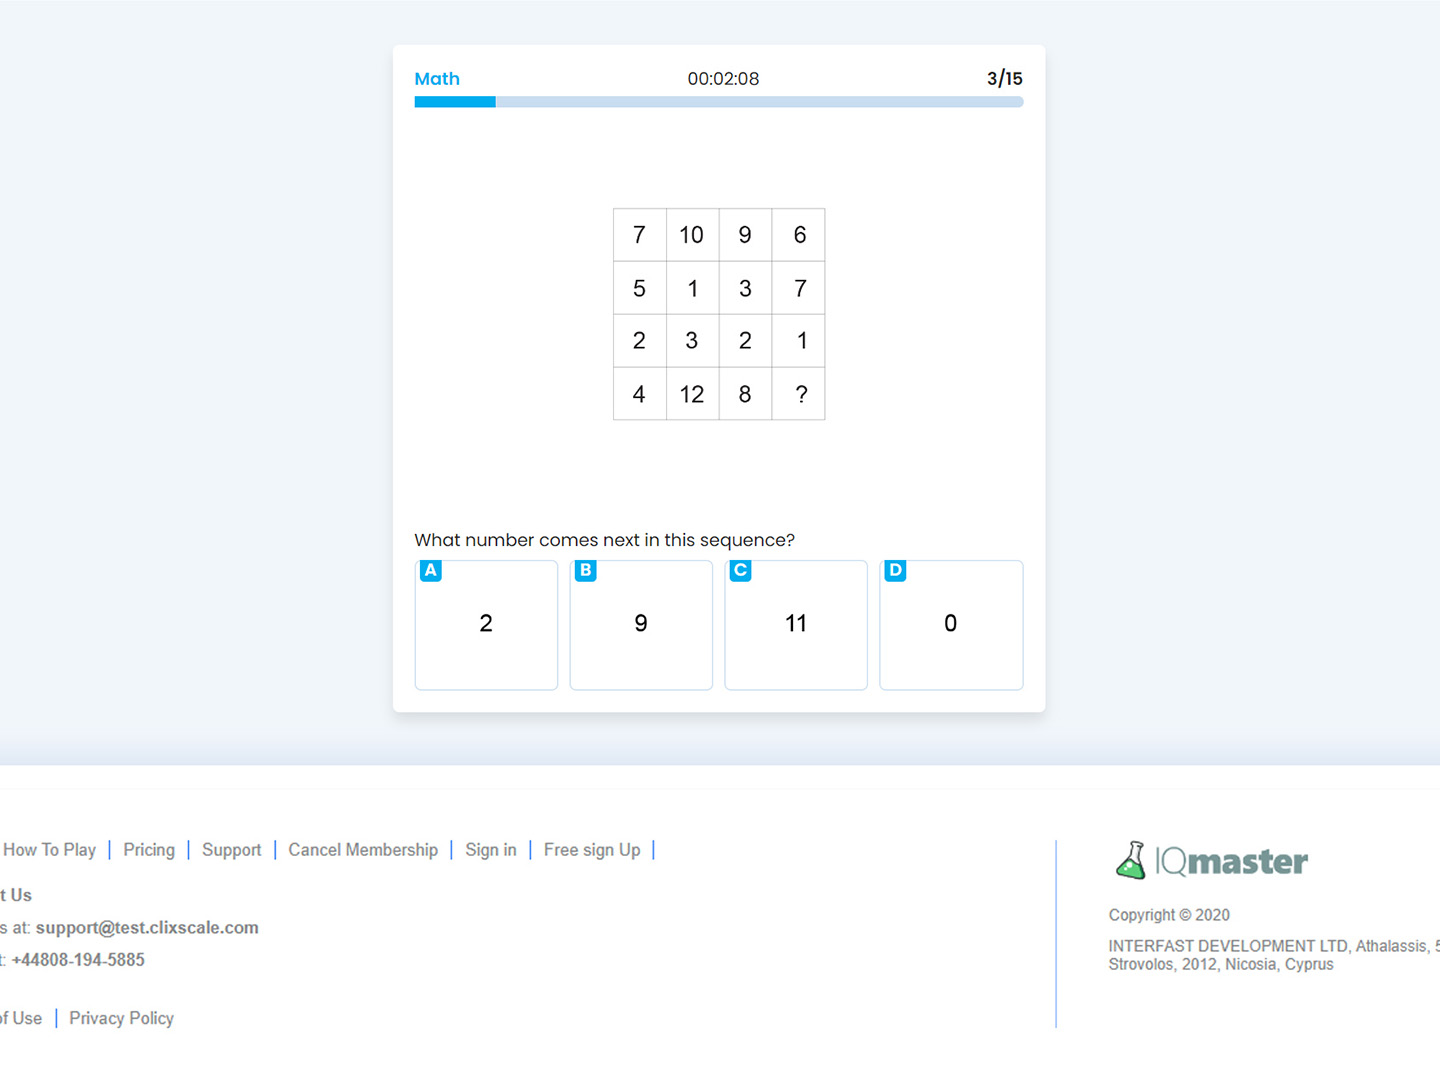 Math 00:02:08 3/15
7 10 9 6
5 1 3 7
2 3 2 1
4 12 8 ?
What number comes next in this sequence?
A B C D
2 9 11 0
How To Play | Pricing | Support | Cancel Membership | Sign in | Free sign Up |
t Us
s at: support@test.clixscale.com
t: +44808-194-5885
of Use | Privacy Policy
IQmaster
Copyright © 2020
INTERFAST DEVELOPMENT LTD, Athalassis, 5
Strovolos, 2012, Nicosia, Cyprus